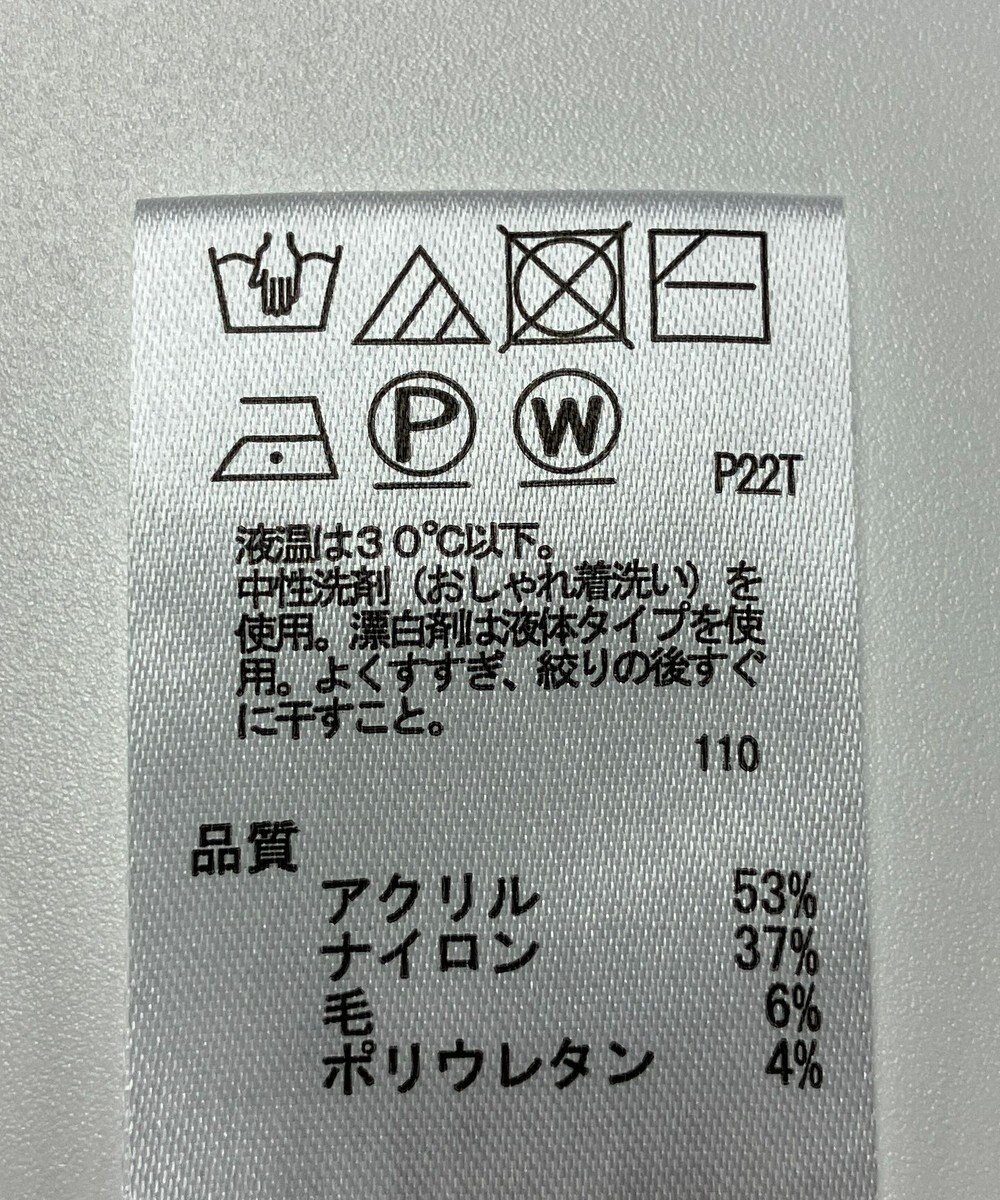 P W
P22T
液温は30℃以下。
中性洗剤（おしゃれ着洗い）を
使用。漂白剤は液体タイプを使
用。よくすすぎ、絞りの後すぐ
に干すこと。
110
品質
アクリル 53%
ナイロン 37%
毛 6%
ポリウレタン 4%